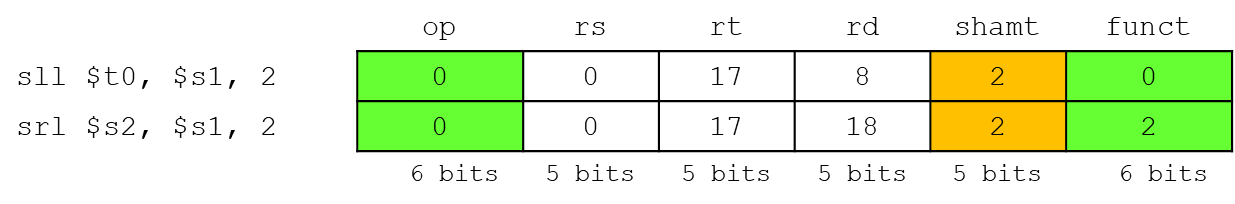 op rs rt rd shamt funct
sll $t0, $s1, 2 0 0 17 8 2 0
srl $s2, $s1, 2 0 0 17 18 2 2
6 bits 5 bits 5 bits 5 bits 5 bits 6 bits